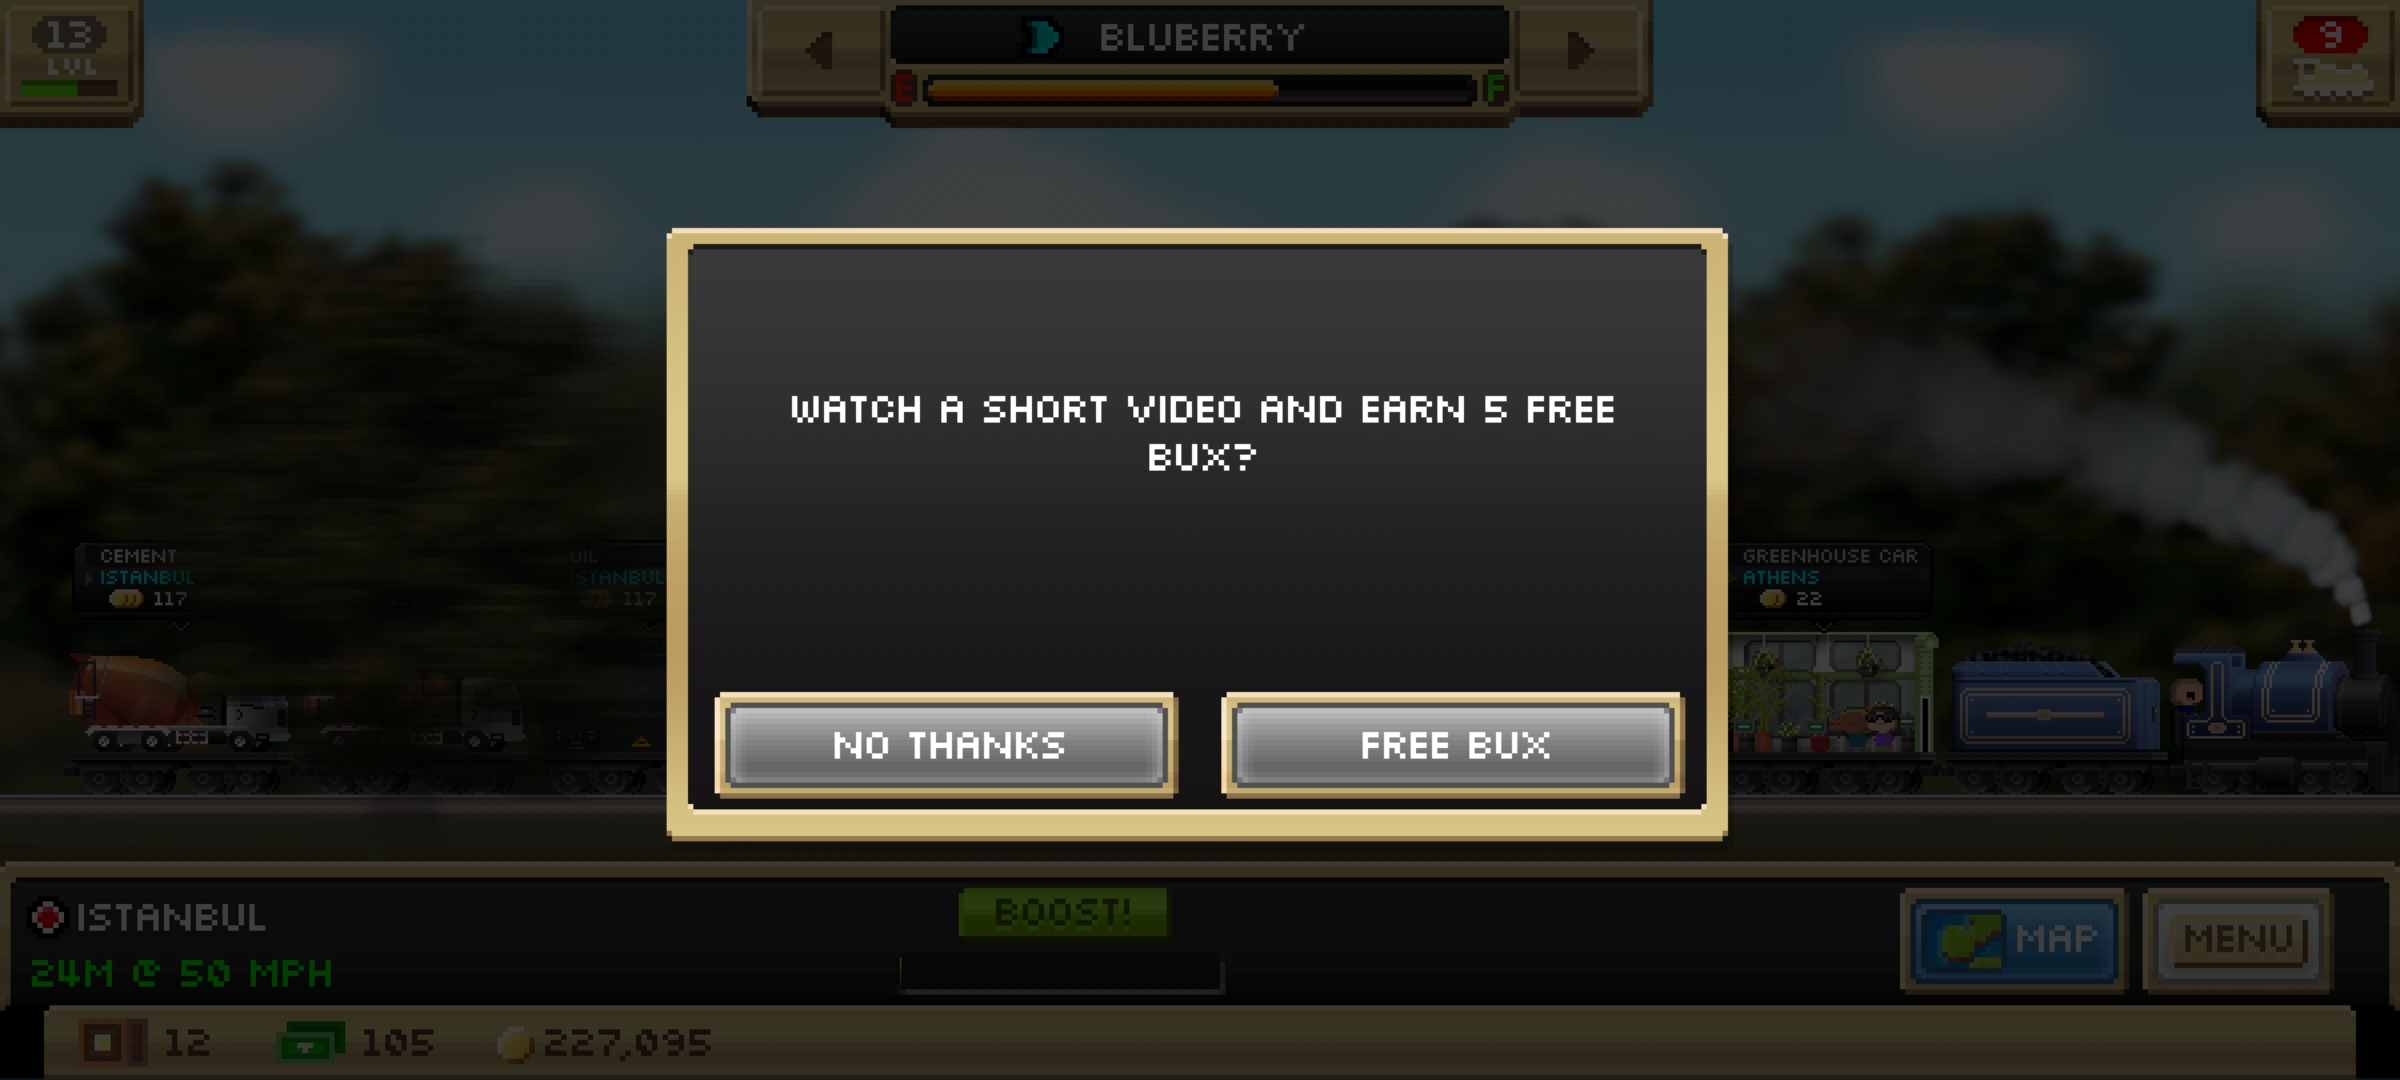 13
LVL
BLUBERRY
E F
9
WATCH A SHORT VIDEO AND EARN 5 FREE
BUX?
CEMENT
ISTANBUL
117
OIL
ISTANBUL
117
GREENHOUSE CAR
ATHENS
22
NO THANKS
FREE BUX
ISTANBUL
24M @ 50 MPH
BOOST!
MAP
MENU
12
105
227,095